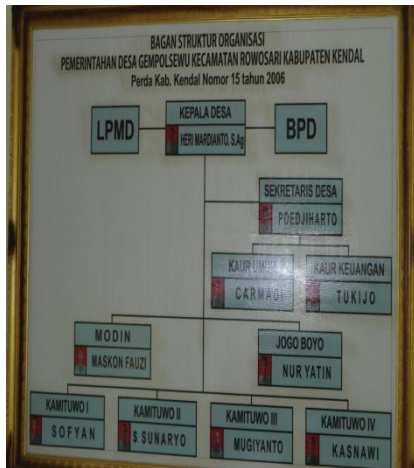 BAGAN STRUKTUR ORGANISASI
PEMERINTAHAN DESA GEMPOLSEWU KECAMATAN ROWOSARI KABUPATEN KENDAL
Perda Kab. Kendal Nomor 15 tahun 2006
LPMD
KEPALA DESA
HERI MARDIANTO. S.Ag
BPD
SEKRETARIS DESA
POEDJIHARTO
KAUR UMUM
CARMADI
KAUR KEUANGAN
TUKIJO
MODIN
MASKON FAUZI
JOGO BOYO
NUR YATIN
KAMITUWO I
SOFYAN
KAMITUWO II
S.SUNARYO
KAMITUWO III
MUGIYANTO
KAMITUWO IV
KASNAWI